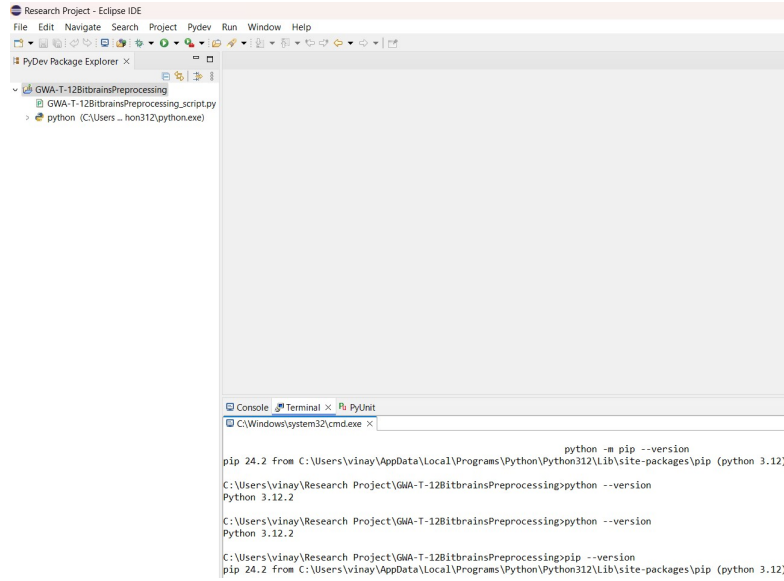 Research Project - Eclipse IDE
File Edit Navigate Search Project Pydev Run Window Help
PyDev Package Explorer
GWA-T-12BitbrainsPreprocessing
GWA-T-12BitbrainsPreprocessing_script.py
python (C:\Users ... hon312\python.exe)
Console Terminal PyUnit
C:\Windows\system32\cmd.exe
python -m pip --version
pip 24.2 from C:\Users\vinay\AppData\Local\Programs\Python\Python312\Lib\site-packages\pip (python 3.12)
C:\Users\vinay\Research Project\GWA-T-12BitbrainsPreprocessing>python --version
Python 3.12.2
C:\Users\vinay\Research Project\GWA-T-12BitbrainsPreprocessing>python --version
Python 3.12.2
C:\Users\vinay\Research Project\GWA-T-12BitbrainsPreprocessing>pip --version
pip 24.2 from C:\Users\vinay\AppData\Local\Programs\Python\Python312\Lib\site-packages\pip (python 3.12)